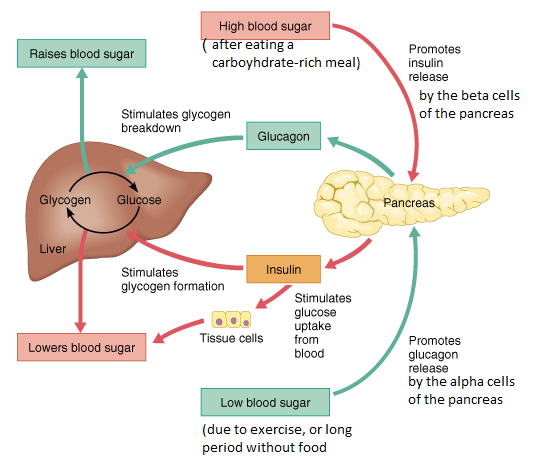 High blood sugar
( after eating a
carboyhdrate-rich meal)
Raises blood sugar
Promotes
insulin
release
by the beta cells
of the pancreas
Stimulates glycogen
breakdown
Glucagon
Glycogen
Glucose
Pancreas
Liver
Insulin
Stimulates
glycogen formation
Stimulates
glucose
uptake
from
blood
Tissue cells
Lowers blood sugar
Promotes
glucagon
release
by the alpha cells
of the pancreas
Low blood sugar
(due to exercise, or long
period without food